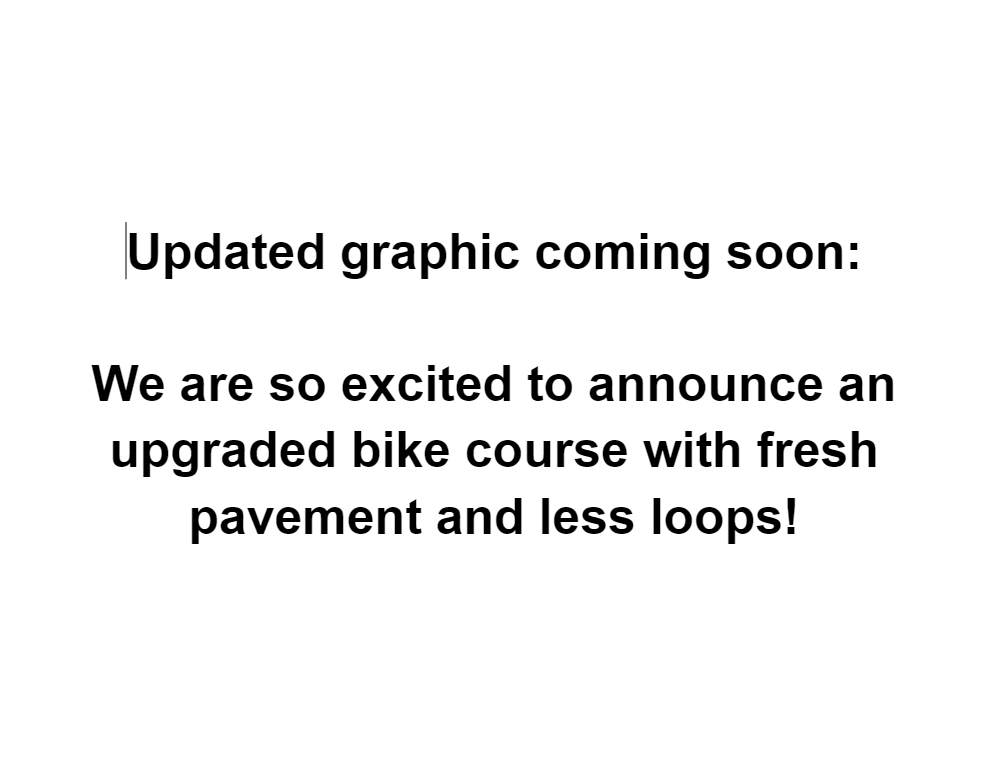 Updated graphic coming soon:
We are so excited to announce an
upgraded bike course with fresh
pavement and less loops!